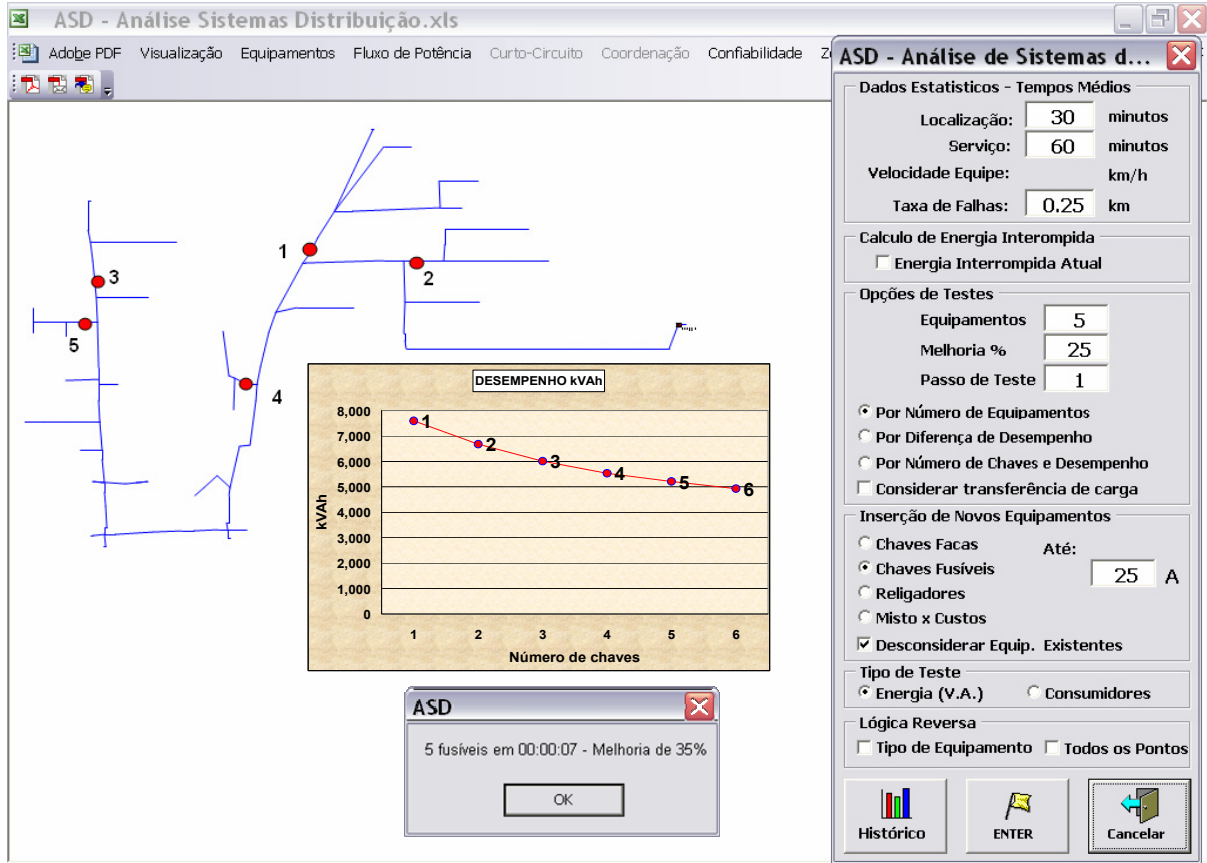 ASD - Análise Sistemas Distribuição.xls
Adobe PDF Visualização Equipamentos Fluxo de Potência Curto-Circuito Coordenação Confiabilidade
1
2
3
4
5
DESEMPENHO kVAh
kVAh
8,000
7,000
6,000
5,000
4,000
3,000
2,000
1,000
0
1
2
3
4
5
6
1 2 3 4 5 6
Número de chaves
ASD
5 fusíveis em 00:00:07 - Melhoria de 35%
OK
ASD - Análise de Sistemas d...
Dados Estatisticos - Tempos Médios
Localização: 30 minutos
Serviço: 60 minutos
Velocidade Equipe: km/h
Taxa de Falhas: 0.25 km
Calculo de Energia Interompida
Energia Interrompida Atual
Opções de Testes
Equipamentos 5
Melhoria % 25
Passo de Teste 1
Por Número de Equipamentos
Por Diferença de Desempenho
Por Número de Chaves e Desempenho
Considerar transferência de carga
Inserção de Novos Equipamentos
Chaves Facas
Até:
Chaves Fusíveis
25 A
Religadores
Misto x Custos
Desconsiderar Equip. Existentes
Tipo de Teste
Energia (V.A.) Consumidores
Lógica Reversa
Tipo de Equipamento Todos os Pontos
Histórico ENTER Cancelar